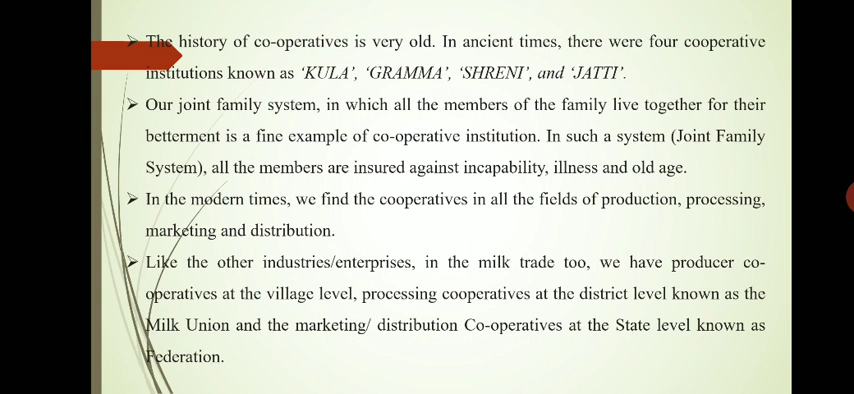 ➢ The history of co-operatives is very old. In ancient times, there were four cooperative
institutions known as ‘KULA’, ‘GRAMMA’, ‘SHRENI’, and ‘JATTI’.
➢ Our joint family system, in which all the members of the family live together for their
betterment is a fine example of co-operative institution. In such a system (Joint Family
System), all the members are insured against incapability, illness and old age.
➢ In the modern times, we find the cooperatives in all the fields of production, processing,
marketing and distribution.
➢ Like the other industries/enterprises, in the milk trade too, we have producer co-
operatives at the village level, processing cooperatives at the district level known as the
Milk Union and the marketing/ distribution Co-operatives at the State level known as
Federation.